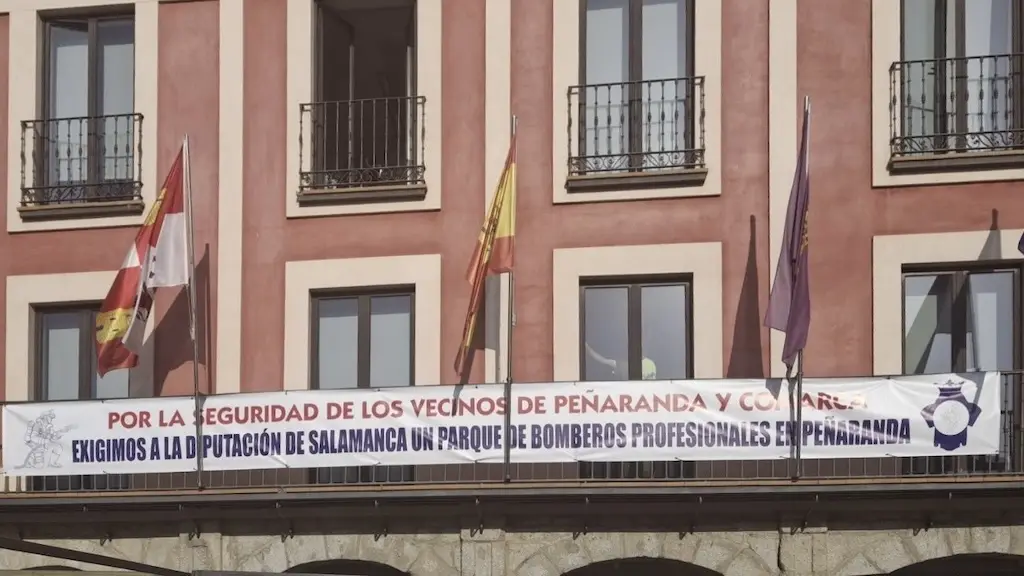 POR LA SEGURIDAD DE LOS VECINOS DE PEÑARANDA Y COMARCA
EXIGIMOS A LA DIPUTACIÓN DE SALAMANCA UN PARQUE DE BOMBEROS PROFESIONALES EN PEÑARANDA